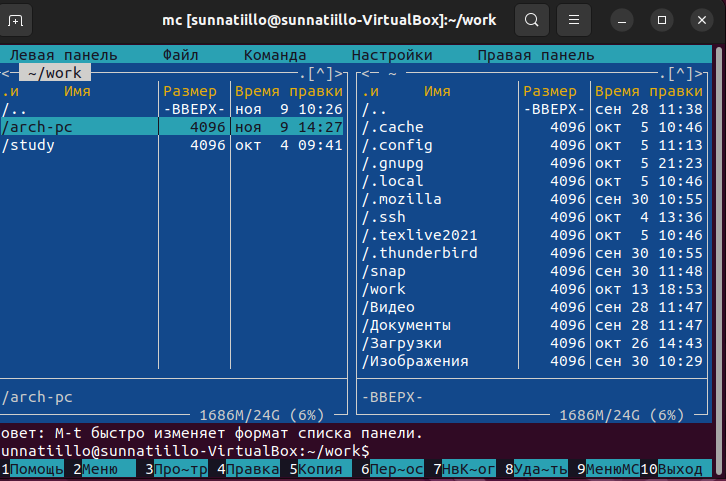 mc [sunnatiillo@sunnatiillo-VirtualBox]:~/work
Левая панель Файл Команда Настройки Правая панель
<─ ~/work .[^]> <─ ~ .[^]>
.и Имя Размер Время правки .и Имя Размер Время правки
/.. -ВВЕРХ- ноя 9 10:26 /.. -ВВЕРХ- сен 28 11:38
/arch-pc 4096 ноя 9 14:27 /.cache 4096 окт 5 10:46
/study 4096 окт 4 09:41 /.config 4096 окт 5 11:13
/.gnupg 4096 окт 5 21:23
/.local 4096 окт 5 10:46
/.mozilla 4096 сен 30 10:55
/.ssh 4096 окт 4 13:36
/.texlive2021 4096 окт 5 10:46
/.thunderbird 4096 сен 30 10:55
/snap 4096 сен 30 11:48
/work 4096 окт 13 18:53
/Видео 4096 сен 28 11:47
/Документы 4096 сен 28 11:47
/Загрузки 4096 окт 26 14:43
/Изображения 4096 сен 30 10:29
/arch-pc -ВВЕРХ-
1686M/24G (6%) 1686M/24G (6%)
овет: M-t быстро изменяет формат списка панели.
unnatiillo@sunnatiillo-VirtualBox:~/work$
1Помощь 2Меню 3Про~тр 4Правка 5Копия 6Пер~ос 7НвК~ог 8Уда~ть 9МенюМС 10Выход